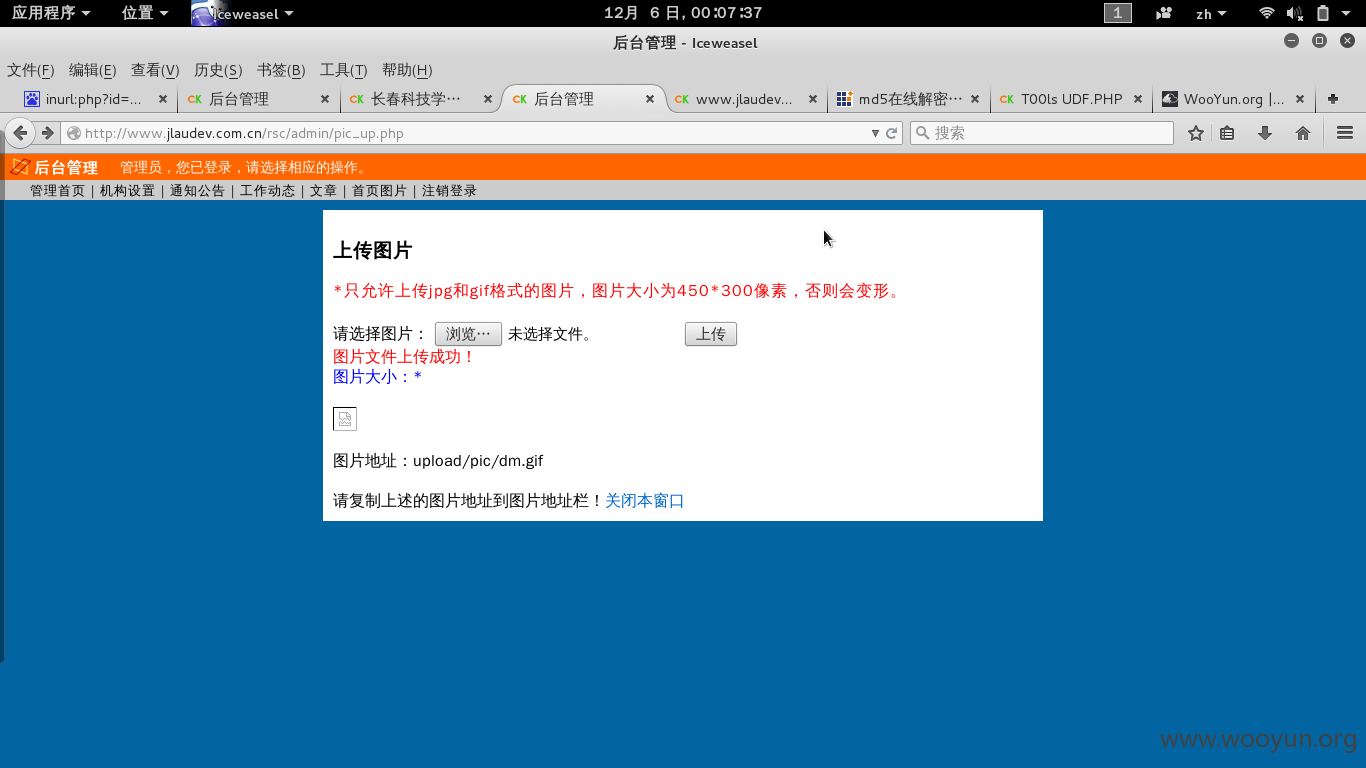 应用程序 位置 Iceweasel 12月 6 日, 00:07:37 1 zh
后台管理 - Iceweasel
文件(F) 编辑(E) 查看(V) 历史(S) 书签(B) 工具(T) 帮助(H)
inurl:php?id=... 后台管理 长春科技学… 后台管理 www.jlaudev... md5在线解密… T00ls UDF.PHP WooYun.org |...
http://www.jlaudev.com.cn/rsc/admin/pic_up.php 搜索
后台管理 管理员，您已登录，请选择相应的操作。
管理首页 | 机构设置 | 通知公告 | 工作动态 | 文章 | 首页图片 | 注销登录
上传图片
*只允许上传jpg和gif格式的图片，图片大小为450*300像素，否则会变形。
请选择图片： 浏览… 未选择文件。 上传
图片文件上传成功！
图片大小：*
图片地址：upload/pic/dm.gif
请复制上述的图片地址到图片地址栏！关闭本窗口
www.wooyun.org